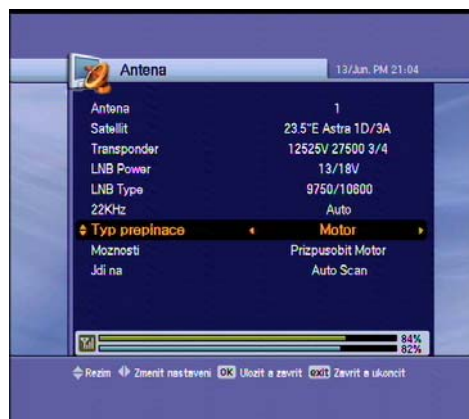 Antena 13/Jun. PM 21:04
Antena 1
Satellit 23.5°E Astra 1D/3A
Transponder 12525V 27500 3/4
LNB Power 13/18V
LNB Type 9750/10600
22KHz Auto
Typ prepinace Motor
Moznosti Prizpusobit Motor
Jdi na Auto Scan
84%
82%
Rezim Zmenit nastaveni OK Ulozit a zavrit exit Zavrit a ukoncit